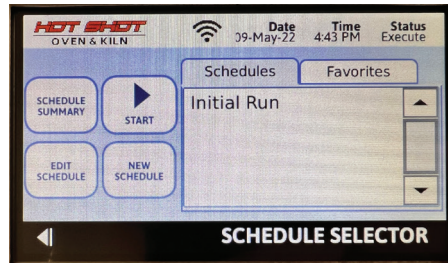 HOT SHOT
OVEN & KILN
Date
09-May-22
Time
4:43 PM
Status
Execute
Schedules
Favorites
SCHEDULE
SUMMARY
START
Initial Run
EDIT
SCHEDULE
NEW
SCHEDULE
SCHEDULE SELECTOR